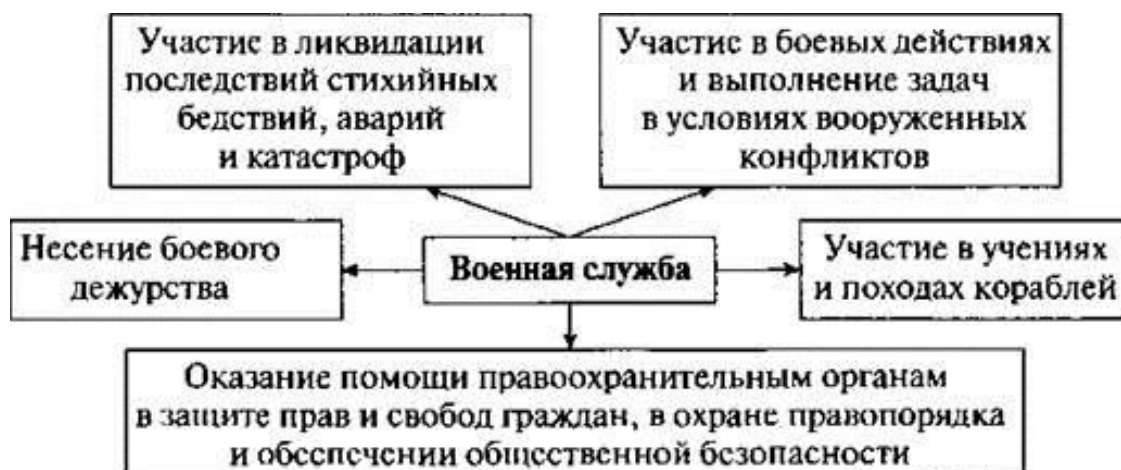 Участие в ликвидации
последствий стихийных
бедствий, аварий
и катастроф
Участие в боевых действиях
и выполнение задач
в условиях вооруженных
конфликтов
Несение боевого
дежурства
Военная служба
Участие в учениях
и походах кораблей
Оказание помощи правоохранительным органам
в защите прав и свобод граждан, в охране правопорядка
и обеспечении общественной безопасности